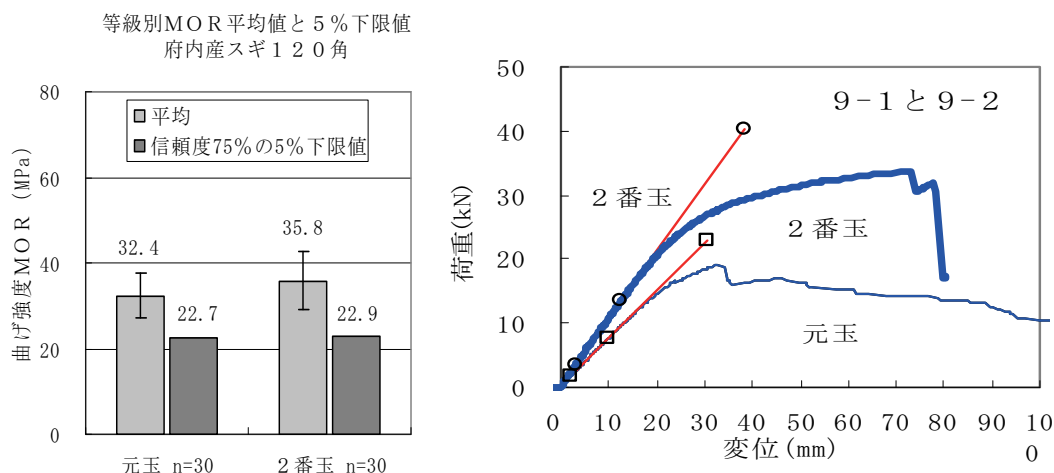 等級別ＭＯＲ平均値と５％下限値
府内産スギ１２０角
曲げ強度ＭＯＲ (MPa)
80
60
40
20
0
平均
信頼度75%の5%下限値
32.4
22.7
35.8
22.9
元玉 n=30
２番玉 n=30
荷重(kN)
50
40
30
20
10
0
9-1と9-2
２番玉
２番玉
元玉
0 10 20 30 40 50 60 70 80 90 10
0
変位(mm)